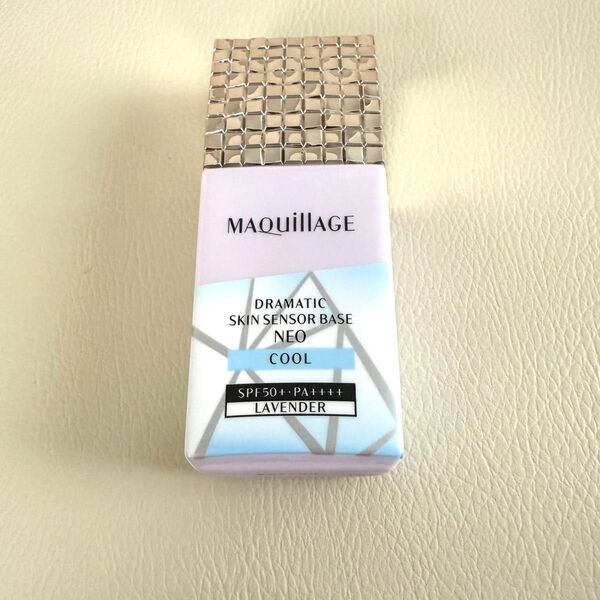 MAQuillAGE
DRAMATIC
SKIN SENSOR BASE
NEO
COOL
SPF50+・PA++++
LAVENDER